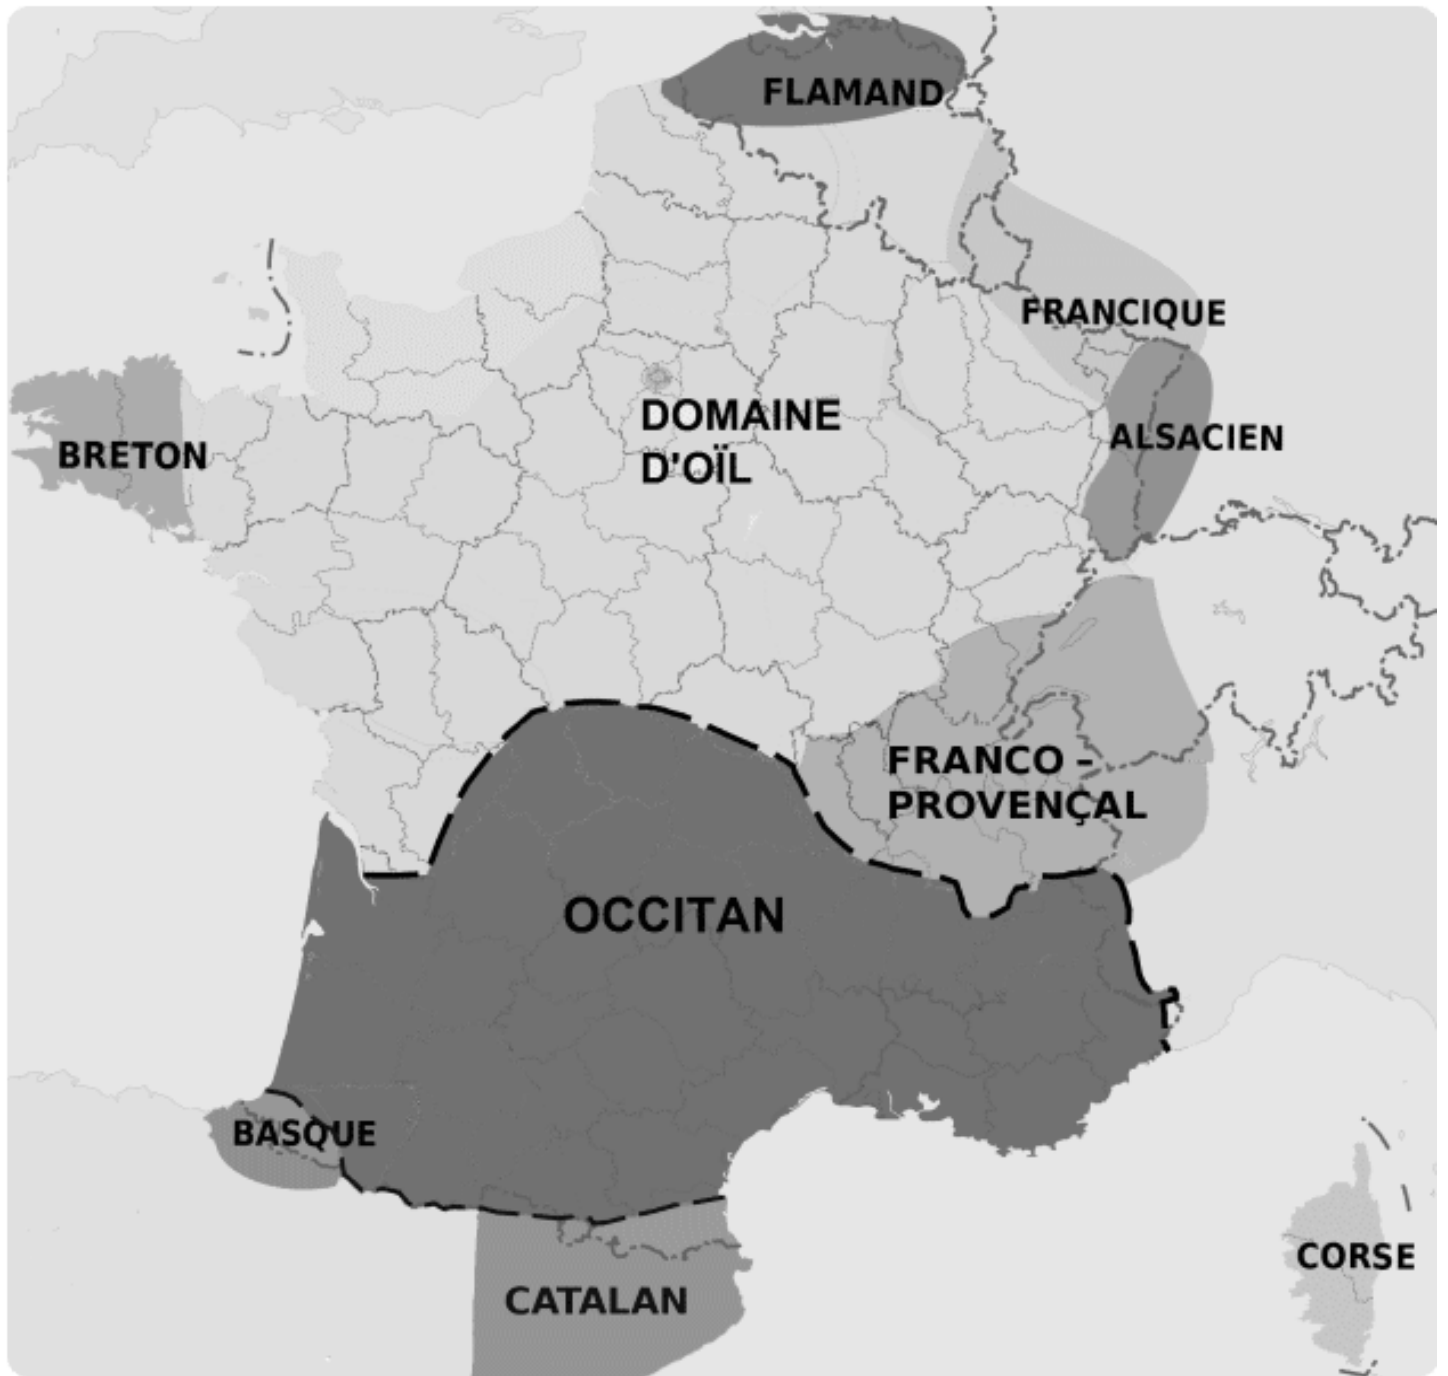 FLAMAND
FRANCIQUE
DOMAINE
D'OÏL
ALSACIEN
BRETON
FRANCO -
PROVENÇAL
OCCITAN
BASQUE
CORSE
CATALAN